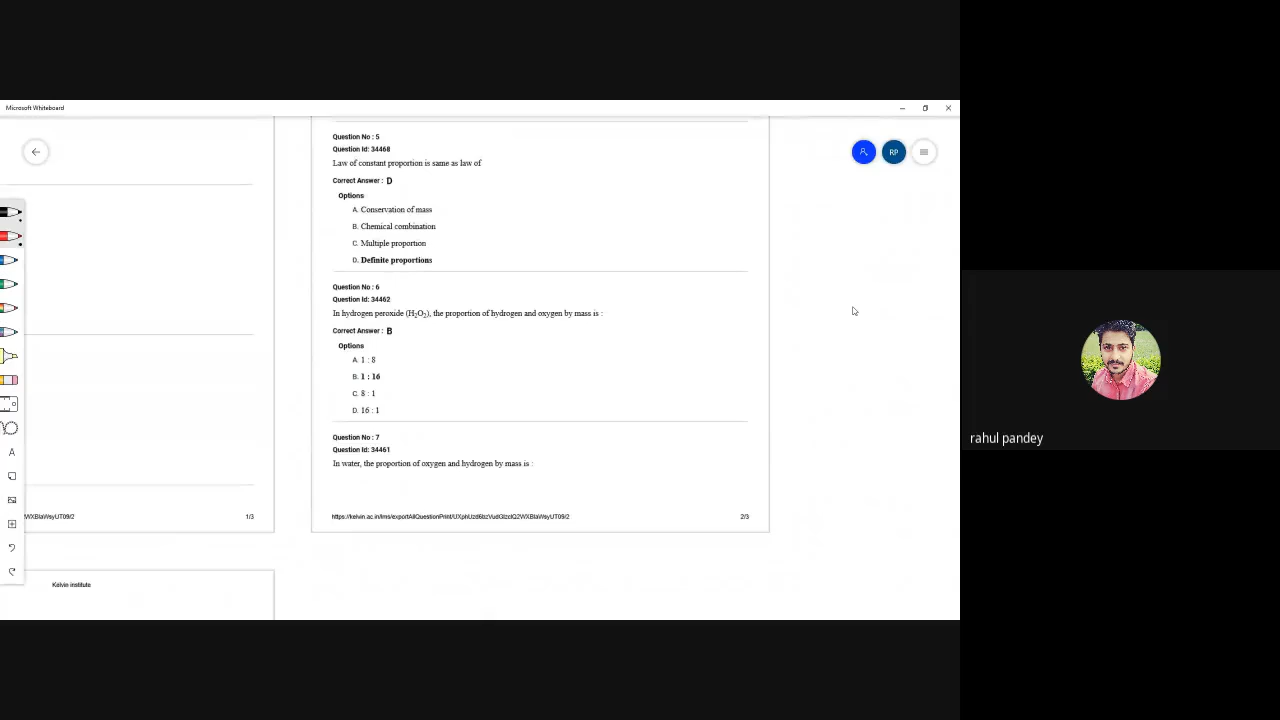 Microsoft Whiteboard
Question No : 5
Question Id: 34468
Law of constant proportion is same as law of
Correct Answer : D
Options
A. Conservation of mass
B. Chemical combination
C. Multiple proportion
D. Definite proportions
Question No : 6
Question Id: 34462
In hydrogen peroxide (H₂O₂), the proportion of hydrogen and oxygen by mass is :
Correct Answer : B
Options
A. 1 : 8
B. 1 : 16
C. 8 : 1
D. 16 : 1
Question No : 7
Question Id: 34461
In water, the proportion of oxygen and hydrogen by mass is :
1/3
2/3
Kelvin institute
RP
A
rahul pandey